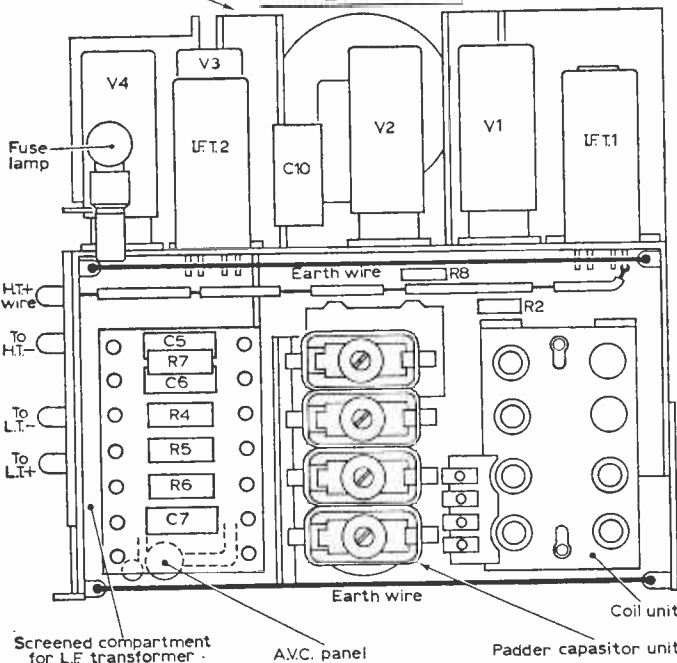 V4
V3
I.F.T.2
C10
V2
V1
I.F.T.1
Fuse
lamp
Earth wire
R8
H.T.+
wire
R2
To
H.T.-
C5
R7
C6
To
L.T.-
R4
To
L.T.+
R5
R6
C7
Earth wire
Coil unit
Screened compartment
for L.F. transformer
A.V.C. panel
Padder capasitor unit